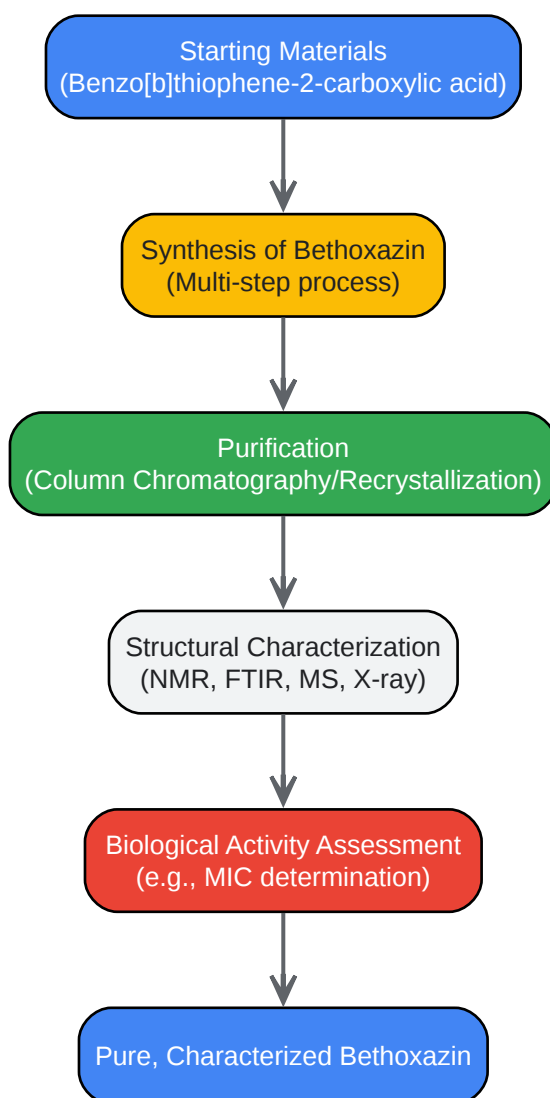 Starting Materials
(Benzo[b]thiophene-2-carboxylic acid)
Synthesis of Bethoxazin
(Multi-step process)
Purification
(Column Chromatography/Recrystallization)
Structural Characterization
(NMR, FTIR, MS, X-ray)
Biological Activity Assessment
(e.g., MIC determination)
Pure, Characterized Bethoxazin